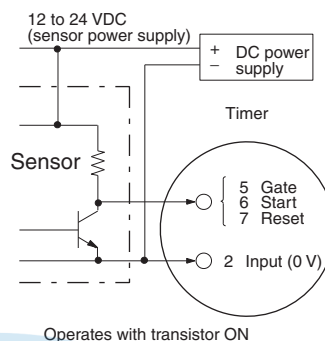 12 to 24 VDC
(sensor power supply)
+ DC power
− supply
Timer
Sensor
5 Gate
6 Start
7 Reset
2 Input (0 V)
Operates with transistor ON